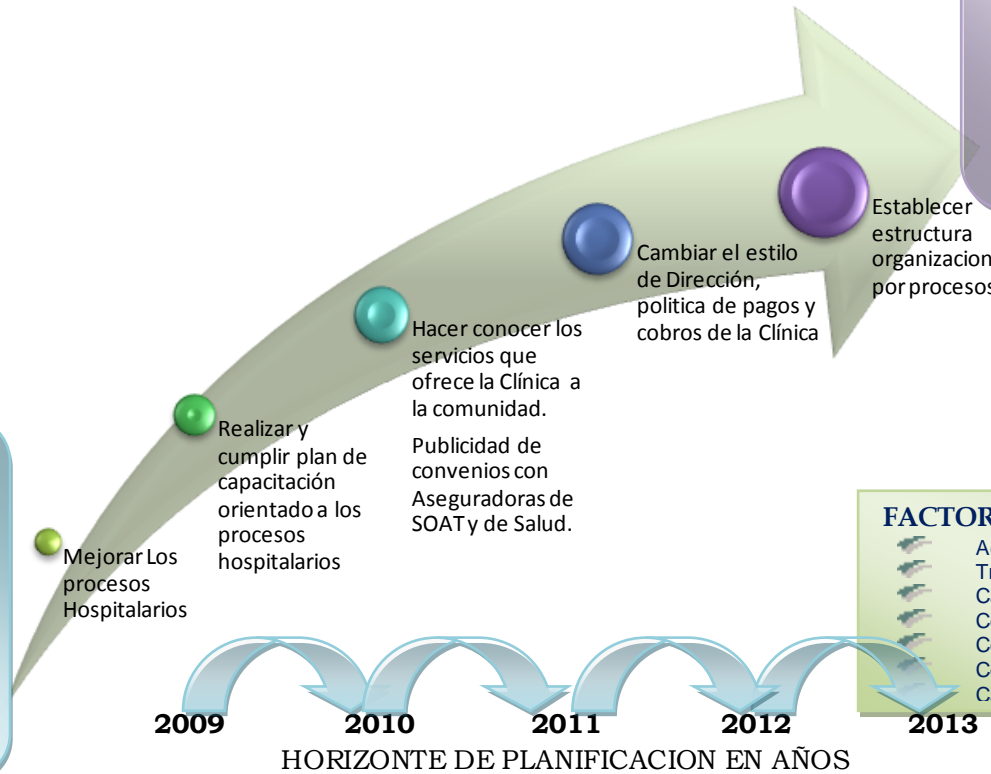 Establecer
estructura
por procesos
Cambiar el estilo
de Dirección,
politica de pagos y
cobros de la Clínica
Hacer conocer los
servicios que
ofrece la Clínica a
la comunidad.
Publicidad de
convenios con
Aseguradoras de
SOAT y de Salud.
Realizar y
cumplir plan de
capacitación
orientado a los
procesos
hospitalarios
Mejorar Los
procesos
Hospitalarios
2009 2010 2011 2012 2013
HORIZONTE DE PLANIFICACION EN AÑOS